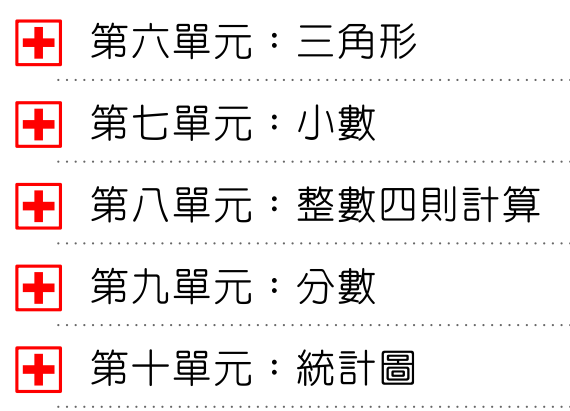 第六單元：三角形
第七單元：小數
第八單元：整數四則計算
第九單元：分數
第十單元：統計圖